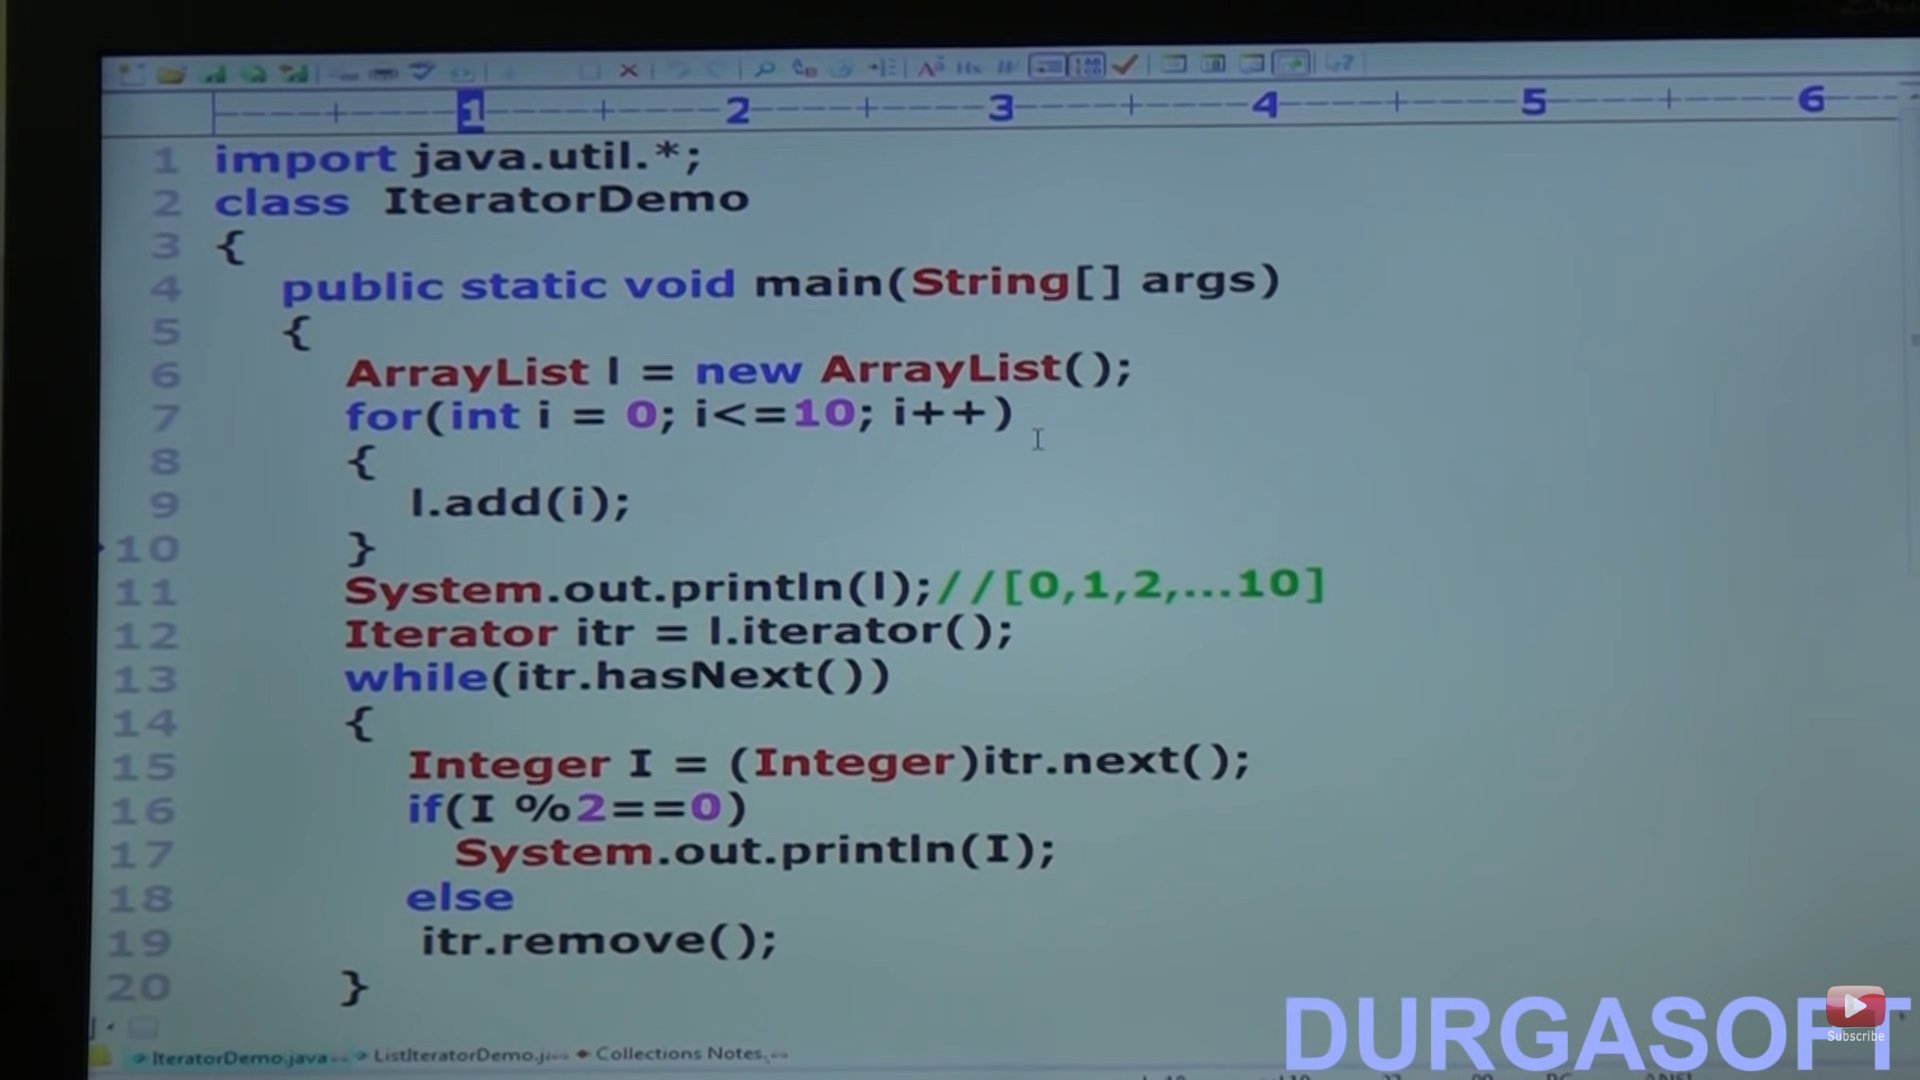 1 2 3 4 5 6
1 import java.util.*;
2 class IteratorDemo
3 {
4 public static void main(String[] args)
5 {
6 ArrayList l = new ArrayList();
7 for(int i = 0; i<=10; i++)
8 {
9 l.add(i);
10 }
11 System.out.println(l);//[0,1,2,...10]
12 Iterator itr = l.iterator();
13 while(itr.hasNext())
14 {
15 Integer I = (Integer)itr.next();
16 if(I %2==0)
17 System.out.println(I);
18 else
19 itr.remove();
20 }
IteratorDemo.java ListIteratorDemo.j Collections Notes.
DURGASOFT
Subscribe